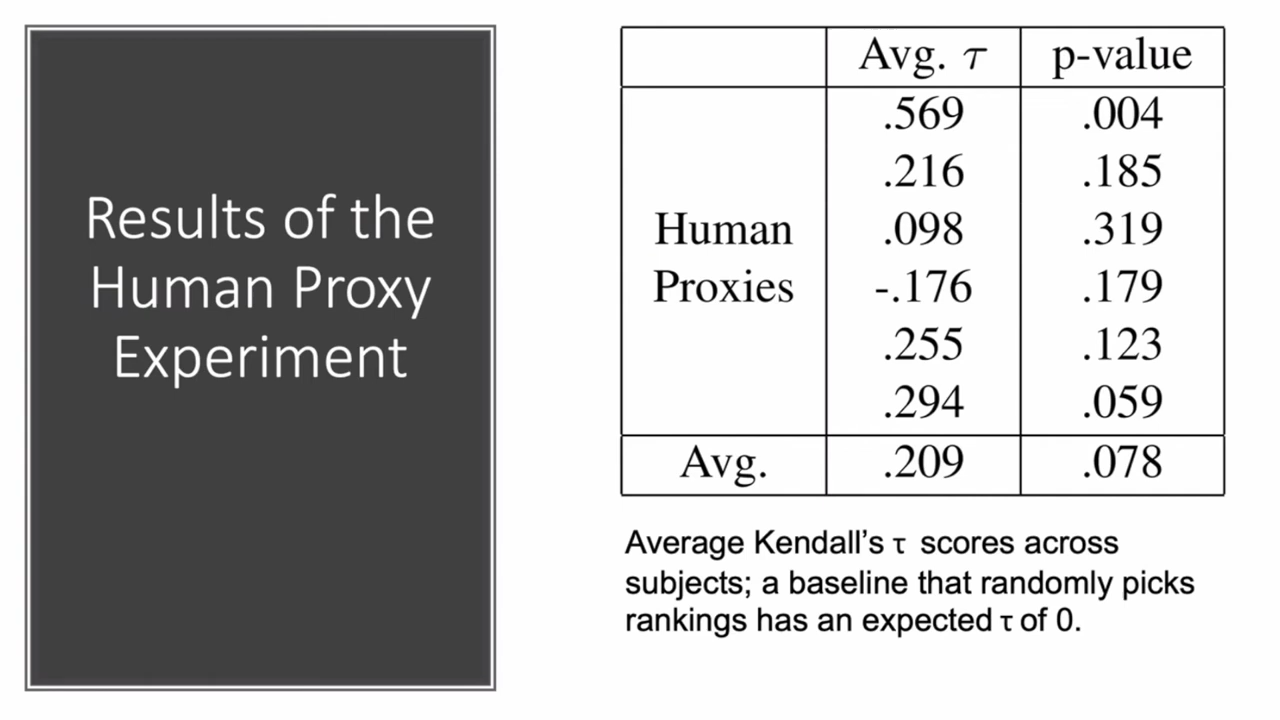 Results of the
Human Proxy
Experiment
Avg. τ p-value
.569 .004
.216 .185
Human .098 .319
Proxies -.176 .179
.255 .123
.294 .059
Avg. .209 .078
Average Kendall's τ scores across
subjects; a baseline that randomly picks
rankings has an expected τ of 0.